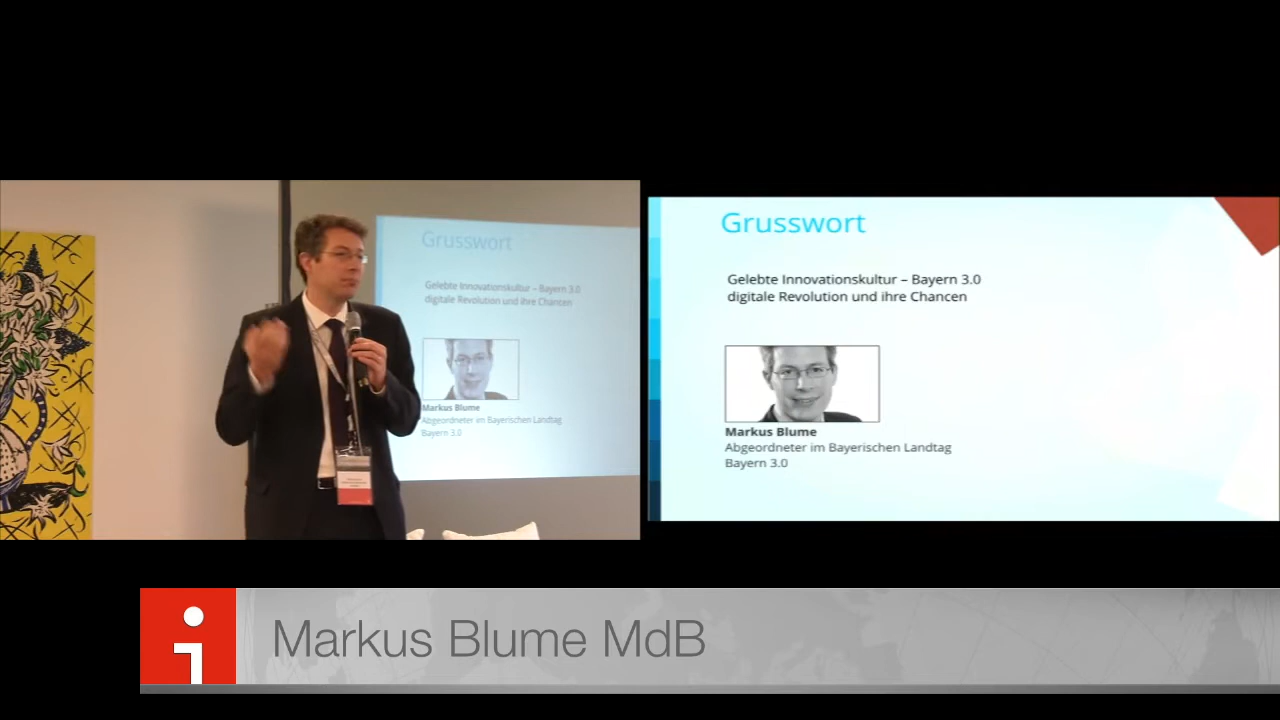 Grusswort
Gelebte Innovationskultur – Bayern 3.0
digitale Revolution und ihre Chancen
Markus Blume
Abgeordneter im Bayerischen Landtag
Bayern 3.0
Grusswort
Gelebte Innovationskultur – Bayern 3.0
digitale Revolution und ihre Chancen
Markus Blume
Abgeordneter im Bayerischen Landtag
Bayern 3.0
i
Markus Blume MdB